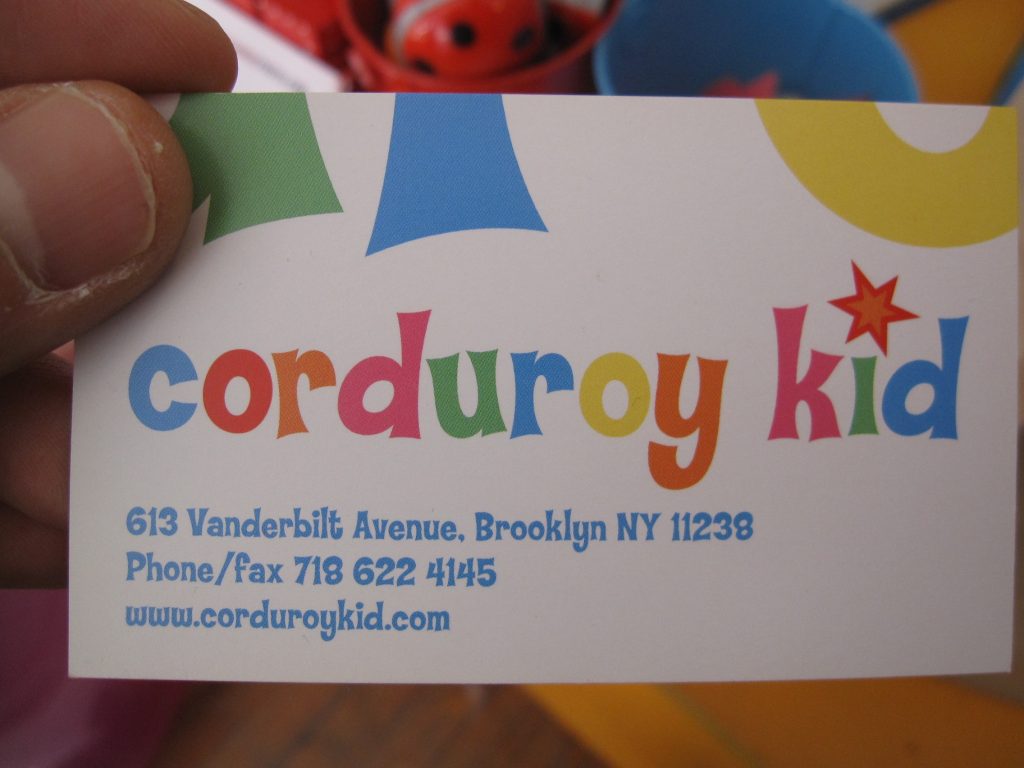 corduroy kid
613 Vanderbilt Avenue, Brooklyn NY 11238
Phone/fax 718 622 4145
www.corduroykid.com